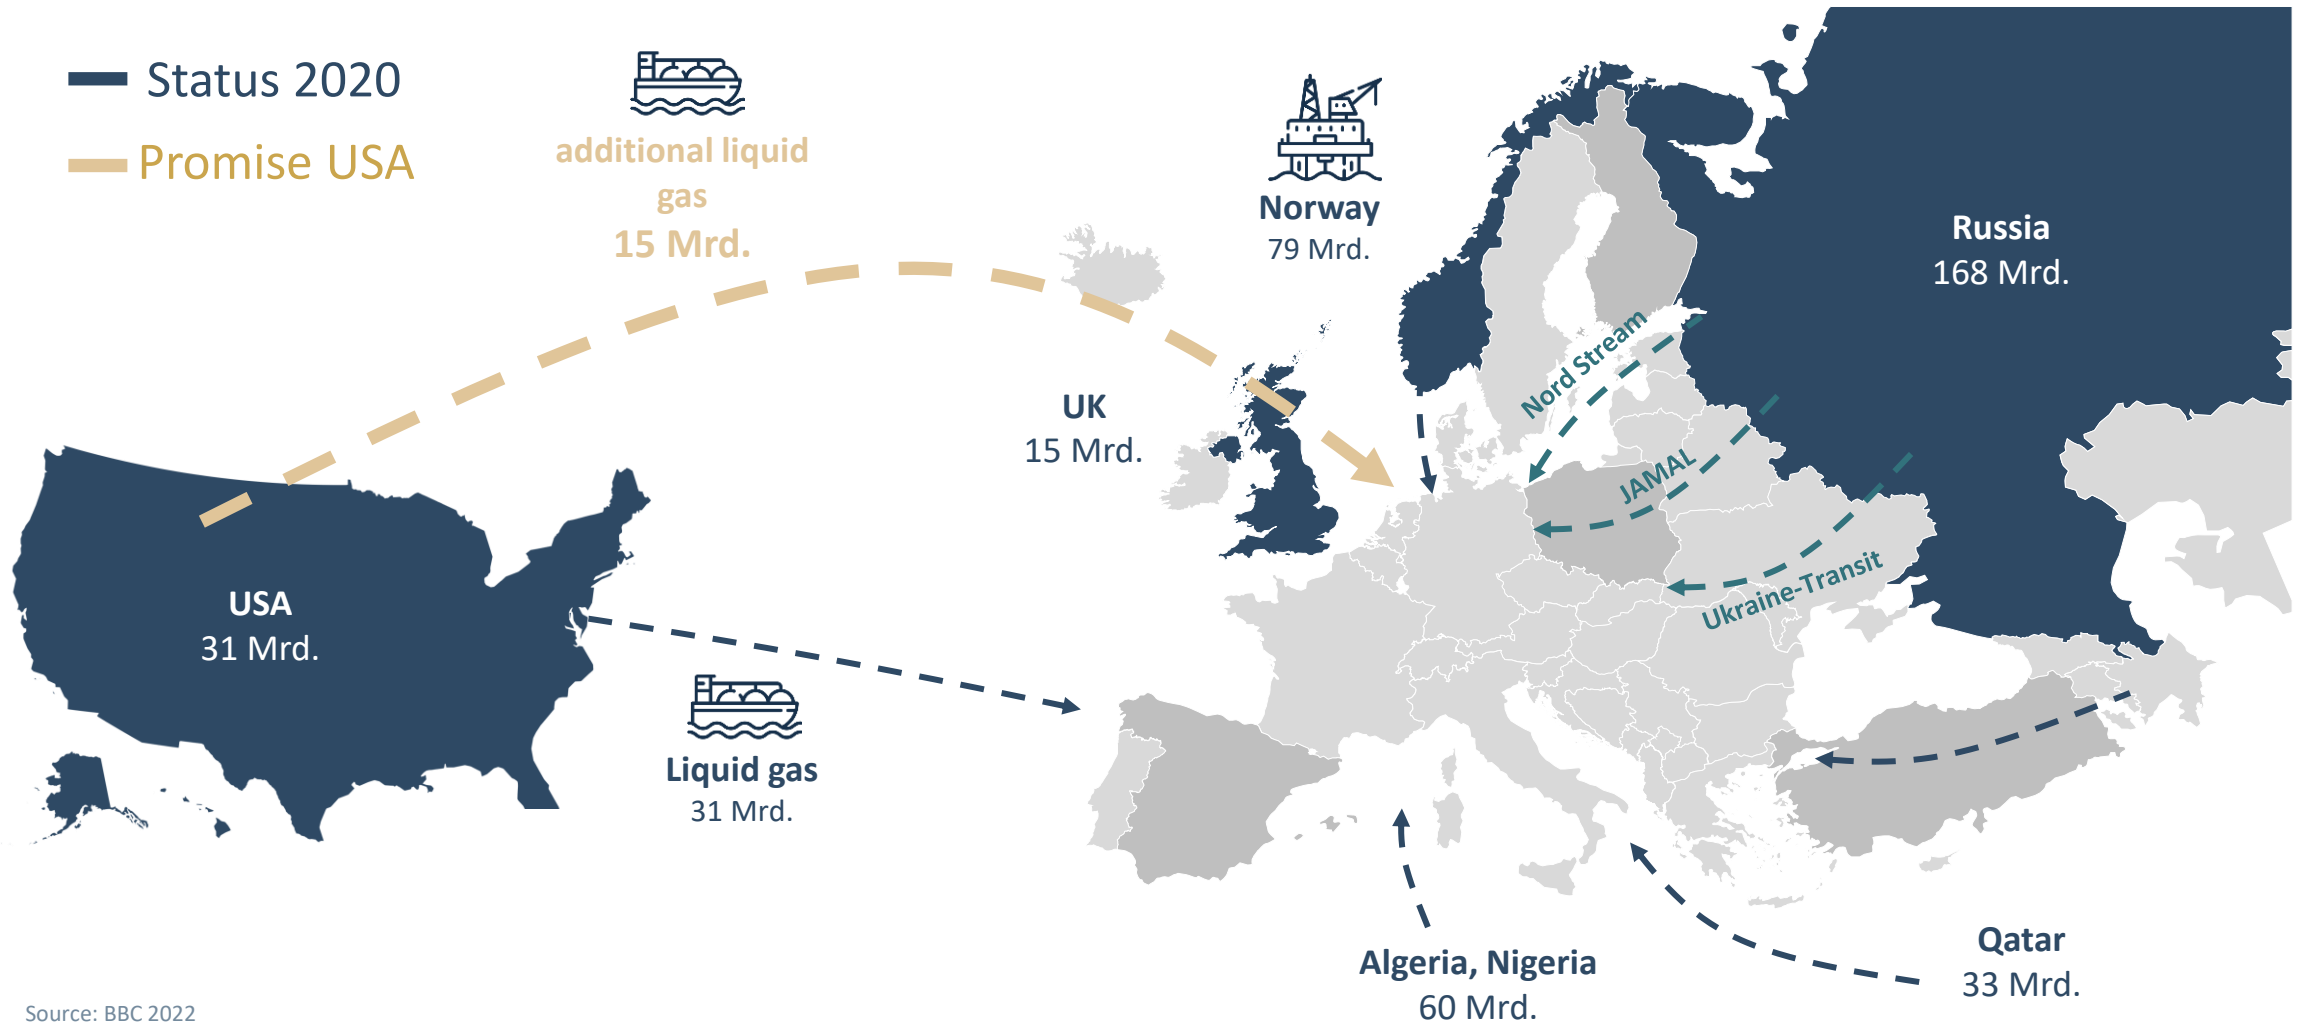 Status 2020
Promise USA
additional liquid
gas
15 Mrd.
Norway
79 Mrd.
Russia
168 Mrd.
Nord Stream
UK
15 Mrd.
JAMAL
Ukraine-Transit
USA
31 Mrd.
Liquid gas
31 Mrd.
Algeria, Nigeria
60 Mrd.
Qatar
33 Mrd.
Source: BBC 2022